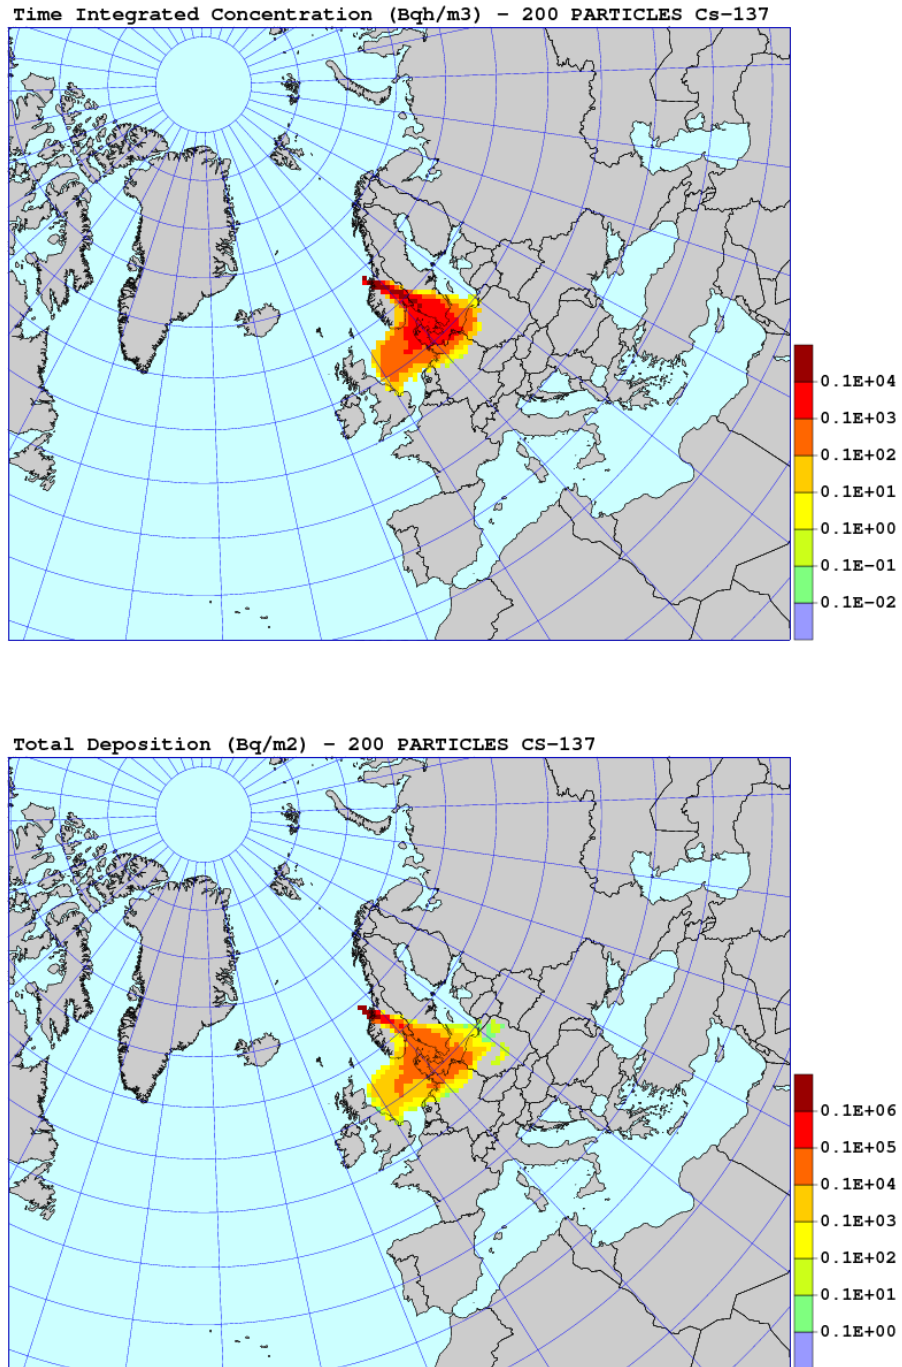 Time Integrated Concentration (Bqh/m3) - 200 PARTICLES Cs-137
0.1E+04
0.1E+03
0.1E+02
0.1E+01
0.1E+00
0.1E-01
0.1E-02
Total Deposition (Bq/m2) - 200 PARTICLES CS-137
0.1E+06
0.1E+05
0.1E+04
0.1E+03
0.1E+02
0.1E+01
0.1E+00